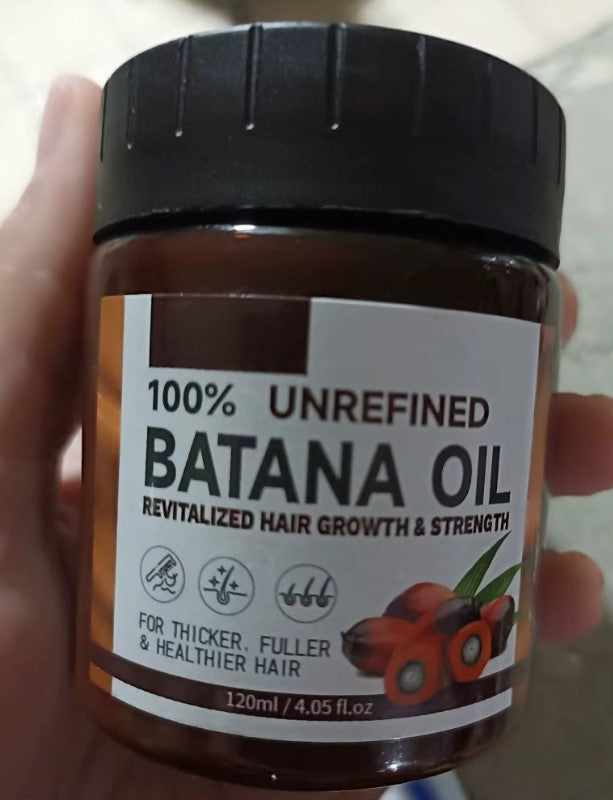 100% UNREFINED
BATANA OIL
REVITALIZED HAIR GROWTH & STRENGTH
FOR THICKER, FULLER
& HEALTHIER HAIR
120ml / 4.05 fl.oz